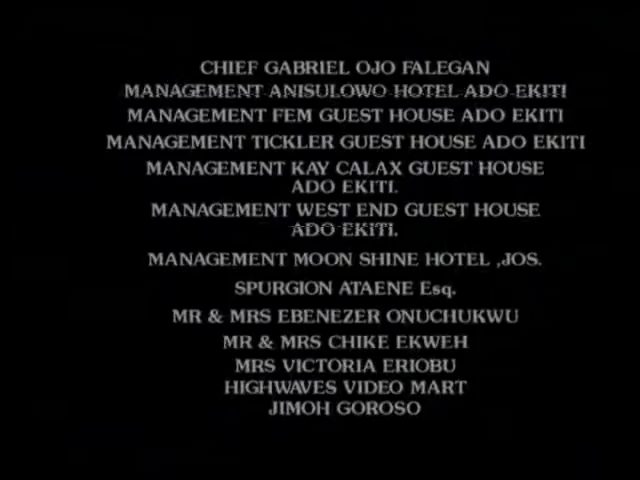 CHIEF GABRIEL OJO FALEGAN
MANAGEMENT ANISULOWO HOTEL ADO EKITI
MANAGEMENT FEM GUEST HOUSE ADO EKITI
MANAGEMENT TICKLER GUEST HOUSE ADO EKITI
MANAGEMENT KAY CALAX GUEST HOUSE
ADO EKITI.
MANAGEMENT WEST END GUEST HOUSE
ADO EKITI.
MANAGEMENT MOON SHINE HOTEL ,JOS.
SPURGION ATAENE Esq.
MR & MRS EBENEZER ONUCHUKWU
MR & MRS CHIKE EKWEH
MRS VICTORIA ERIOBU
HIGHWAVES VIDEO MART
JIMOH GOROSO